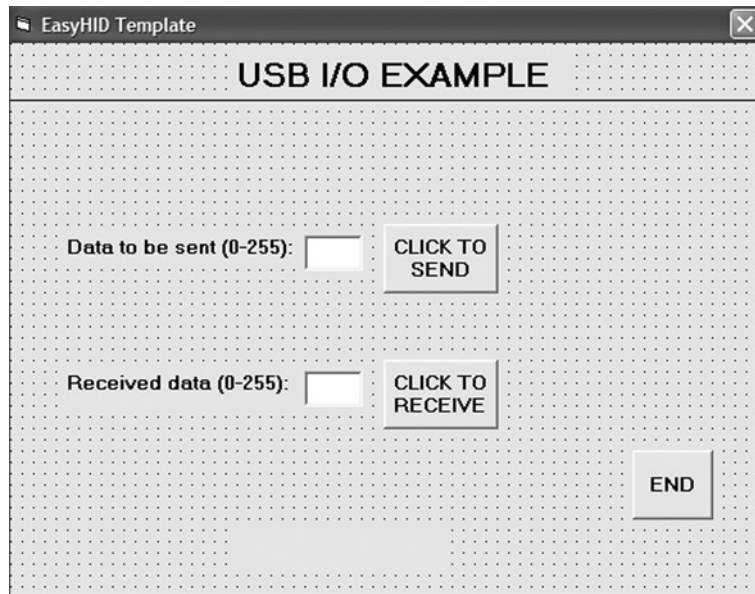 EasyHID Template
USB I/O EXAMPLE
Data to be sent (0-255):
CLICK TO
SEND
Received data (0-255):
CLICK TO
RECEIVE
END